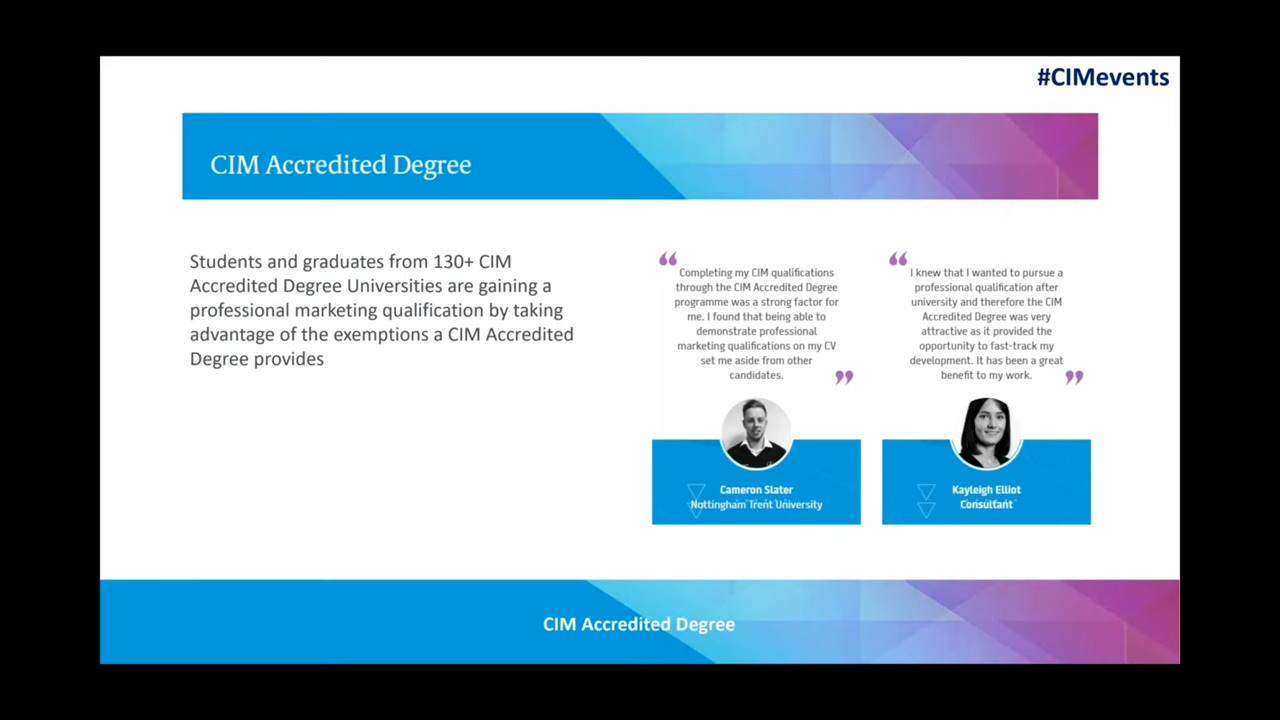 #CIMevents
CIM Accredited Degree
Students and graduates from 130+ CIM
Accredited Degree Universities are gaining a
professional marketing qualification by taking
advantage of the exemptions a CIM Accredited
Degree provides
“
Completing my CIM qualifications
through the CIM Accredited Degree
programme was a strong factor for
me. I found that being able to
demonstrate professional
marketing qualifications on my CV
set me aside from other
candidates.
”
Cameron Slater
Nottingham Trent University
“
I knew that I wanted to pursue a
professional qualification after
university and therefore the CIM
Accredited Degree was very
attractive as it provided the
opportunity to fast-track my
development. It has been a great
benefit to my work.
”
Kayleigh Elliot
Consultant
CIM Accredited Degree